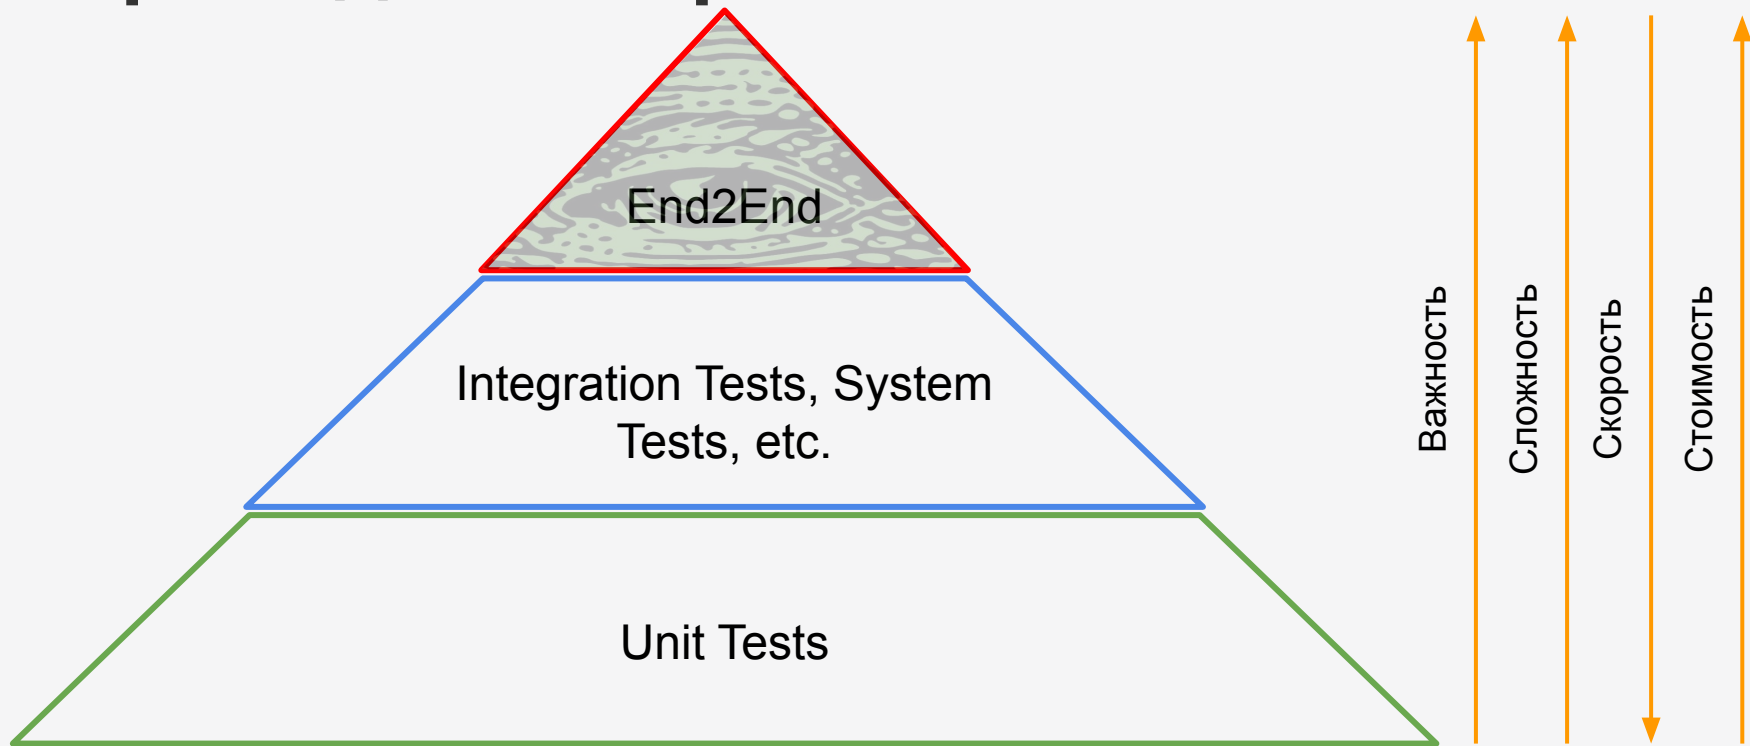 End2End
Integration Tests, System
Tests, etc.
Unit Tests
Важность
Сложность
Скорость
Стоимость